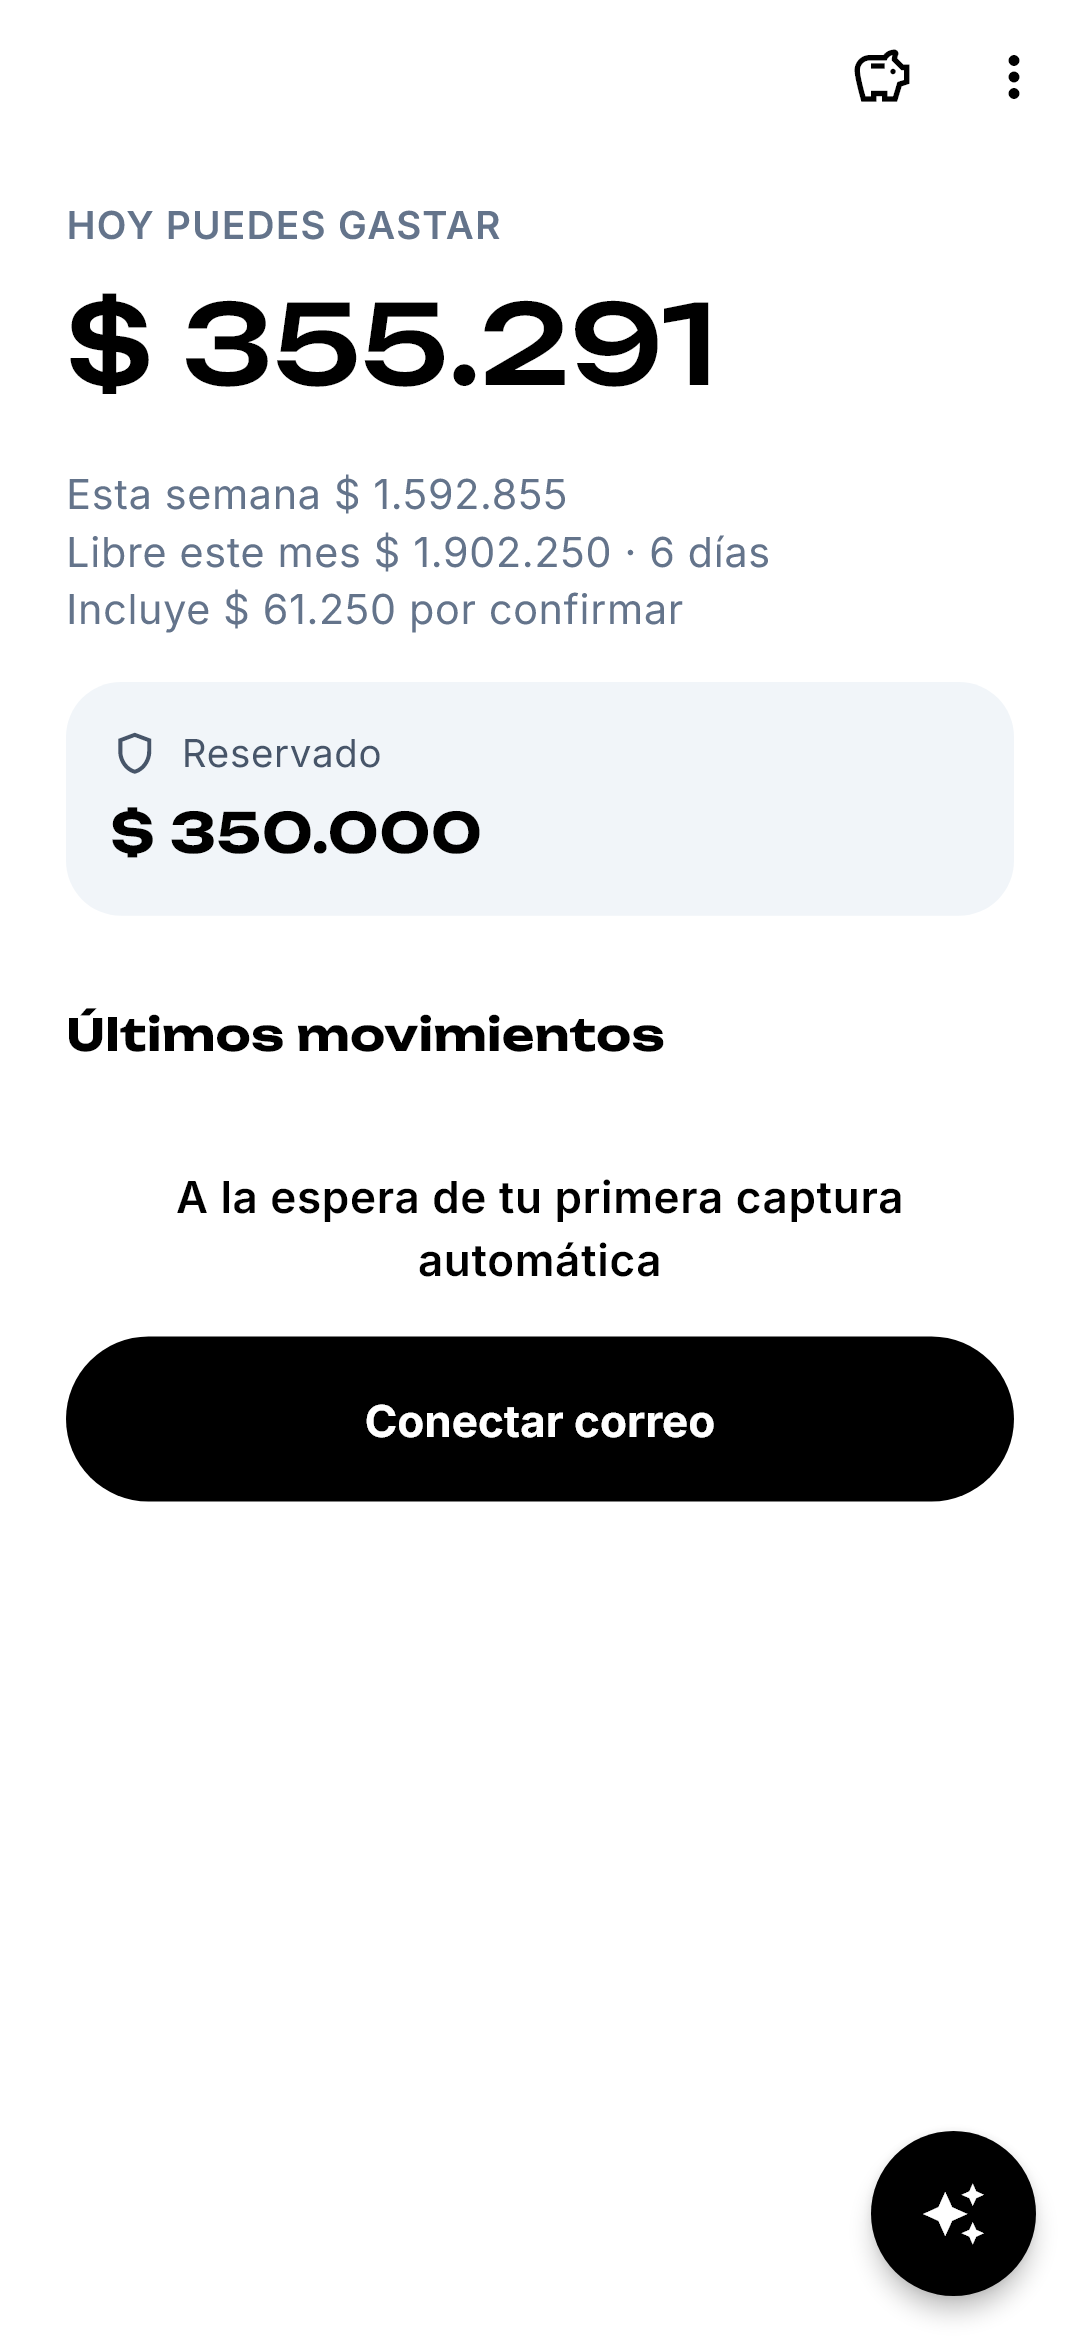 HOY PUEDES GASTAR
$ 355.291
Esta semana $ 1.592.855
Libre este mes $ 1.902.250 · 6 días
Incluye $ 61.250 por confirmar
Reservado
$ 350.000
Últimos movimientos
A la espera de tu primera captura
automática
Conectar correo